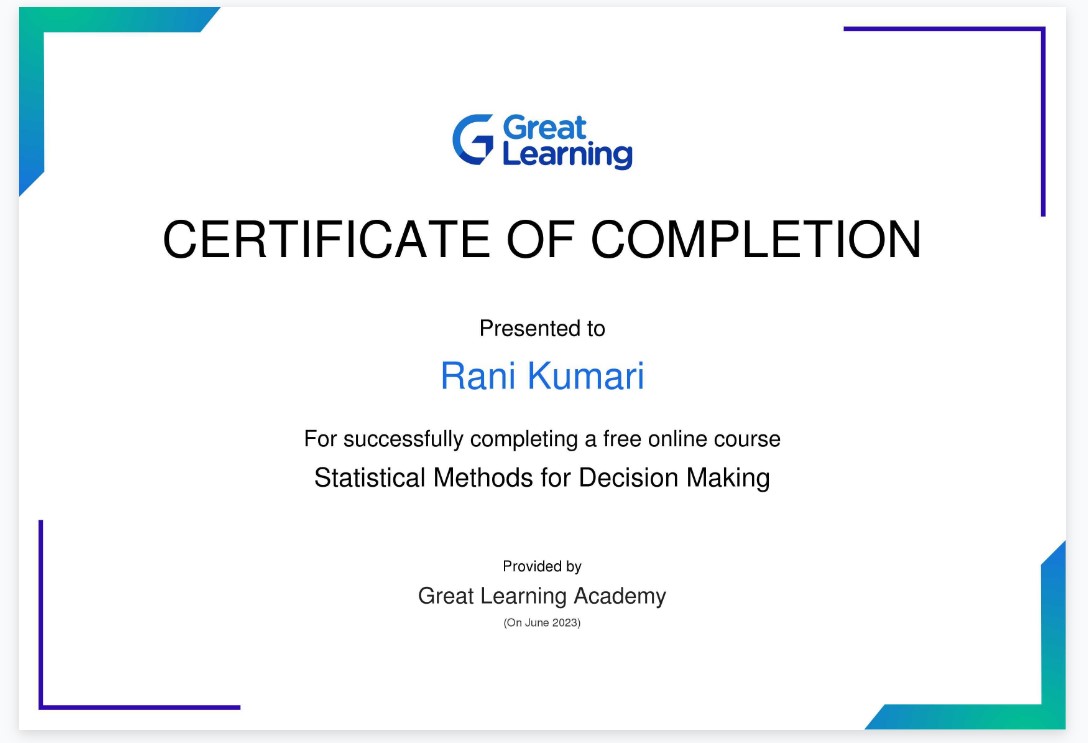 Great
Learning
CERTIFICATE OF COMPLETION
Presented to
Rani Kumari
For successfully completing a free online course
Statistical Methods for Decision Making
Provided by
Great Learning Academy
(On June 2023)